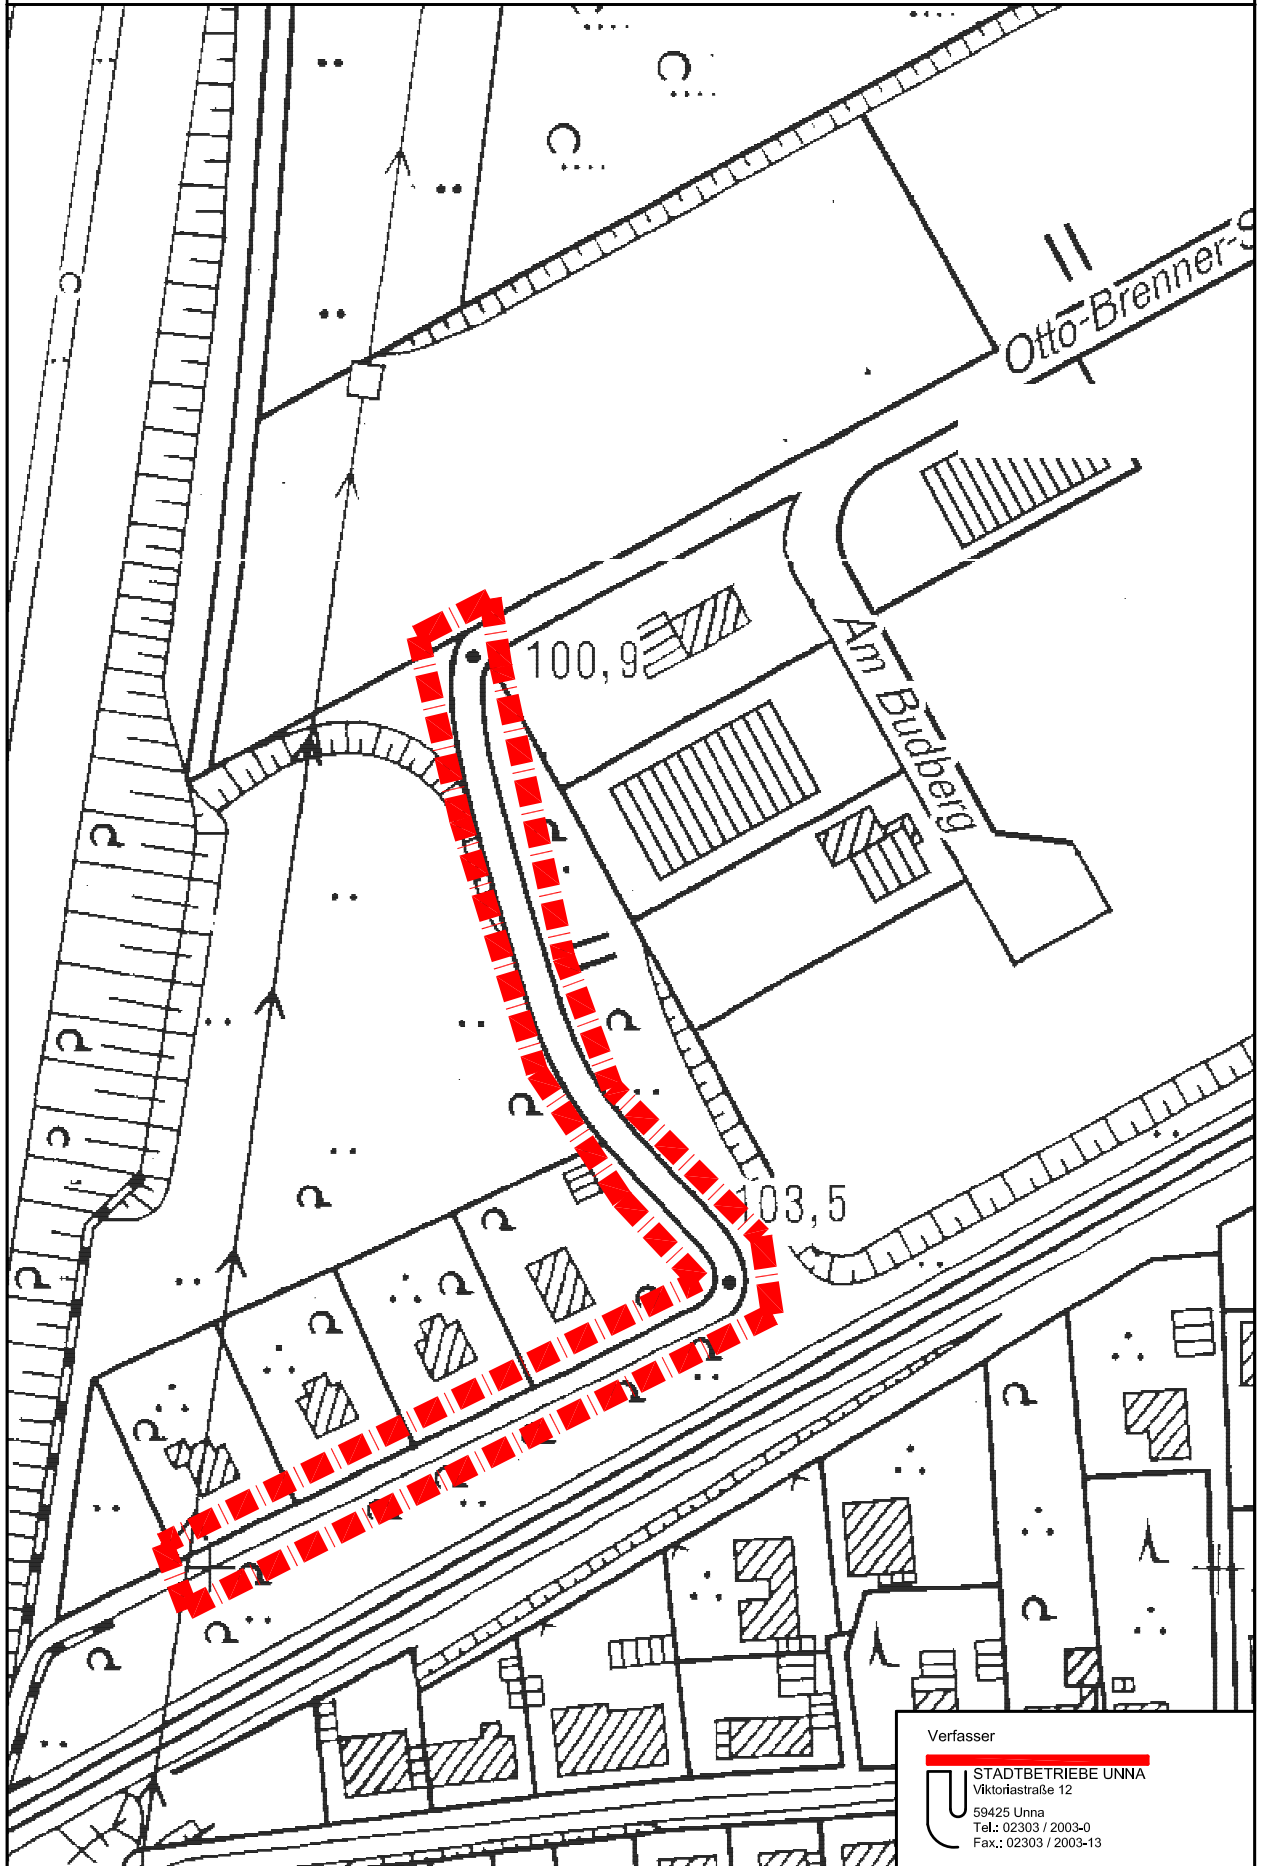 Otto-Brenner-S
100,9
Am Budberg
103,5
Verfasser
STADTBETRIEBE UNNA
Viktoriastraße 12
59425 Unna
Tel.: 02303 / 2003-0
Fax.: 02303 / 2003-13